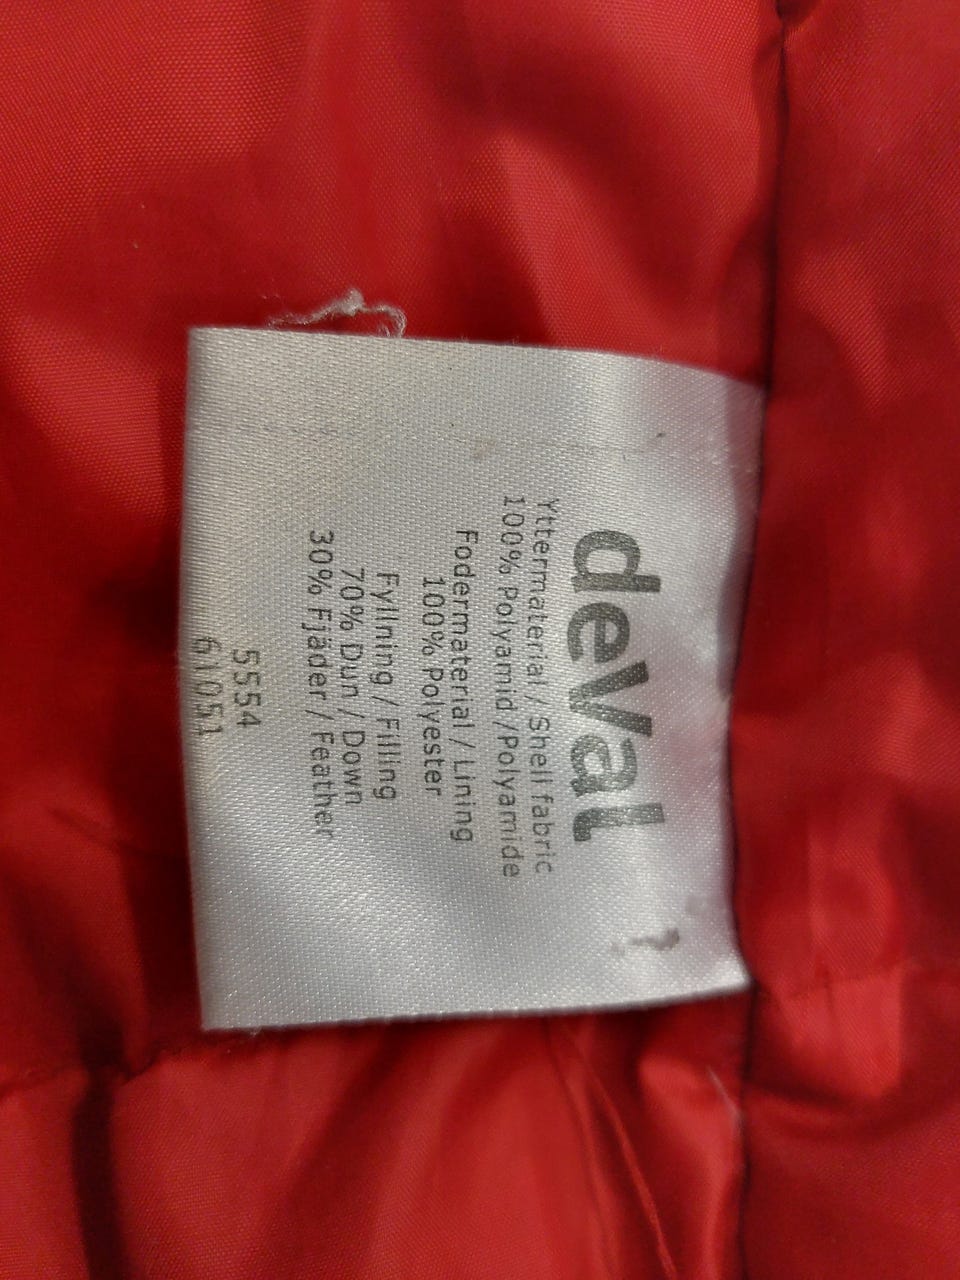 deVal
Yttermaterial / Shell fabric
100% Polyamid /Polyamide
Fodermaterial / Lining
100% Polyester
Fyllning / Filling
70% Dun / Down
30% Fjäder / Feather
5554
61051